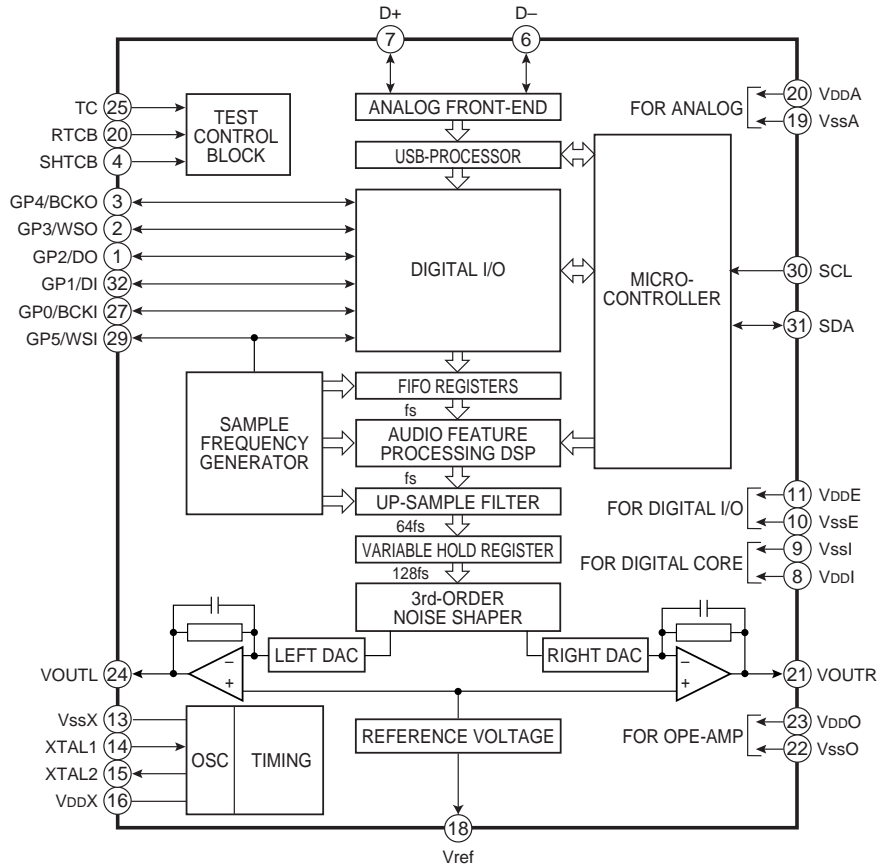 D+ D–
7 6
TC 25
RTCB 20
SHTCB 4
TEST
CONTROL
BLOCK
ANALOG FRONT-END
USB-PROCESSOR
FOR ANALOG
20 VDDA
19 VssA
GP4/BCKO 3
GP3/WSO 2
GP2/DO 1
GP1/DI 32
GP0/BCKI 27
GP5/WSI 29
DIGITAL I/O
MICRO-
CONTROLLER
30 SCL
31 SDA
SAMPLE
FREQUENCY
GENERATOR
FIFO REGISTERS
fs
AUDIO FEATURE
PROCESSING DSP
fs
UP-SAMPLE FILTER
64fs
VARIABLE HOLD REGISTER
128fs
3rd-ORDER
NOISE SHAPER
FOR DIGITAL I/O
11 VDDE
10 VssE
FOR DIGITAL CORE
9 VssI
8 VDDI
LEFT DAC
RIGHT DAC
– +
– +
VOUTL 24
21 VOUTR
VssX 13
XTAL1 14
XTAL2 15
VDDX 16
OSC TIMING
REFERENCE VOLTAGE
FOR OPE-AMP
23 VDDO
22 VssO
18
Vref